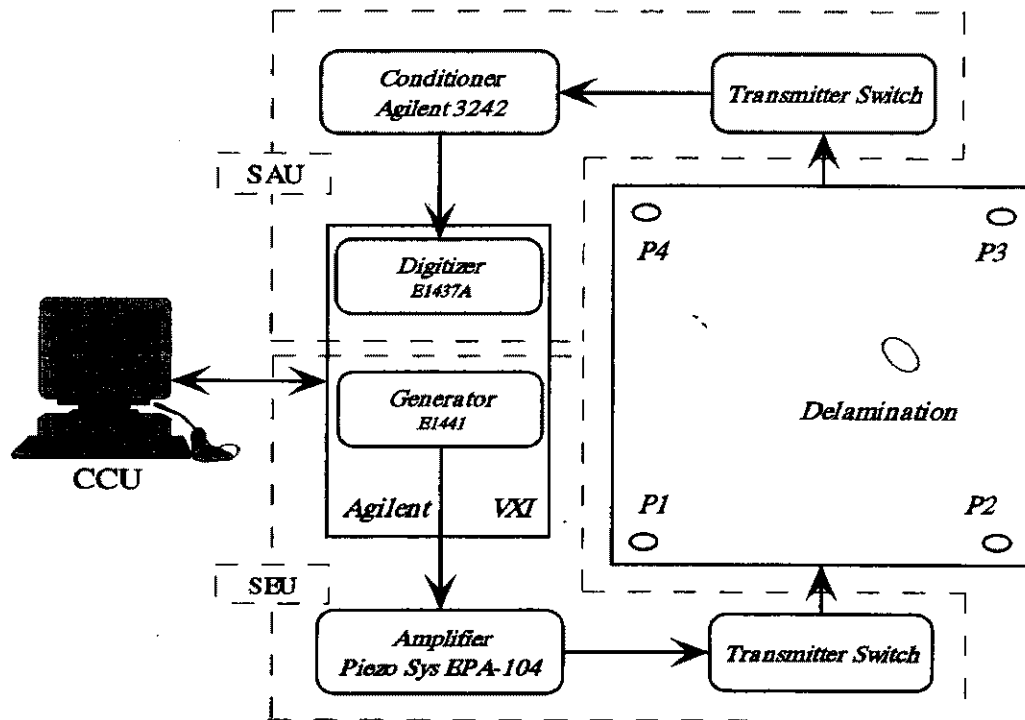 Conditioner
Agilent 3242
Transmitter Switch
SAU
P4
P3
Digitizer
E1437A
Generator
E1441
Delamination
CCU
Agilent VXI
P1
P2
SEU
Amplifier
Piezo Sys EPA-104
Transmitter Switch